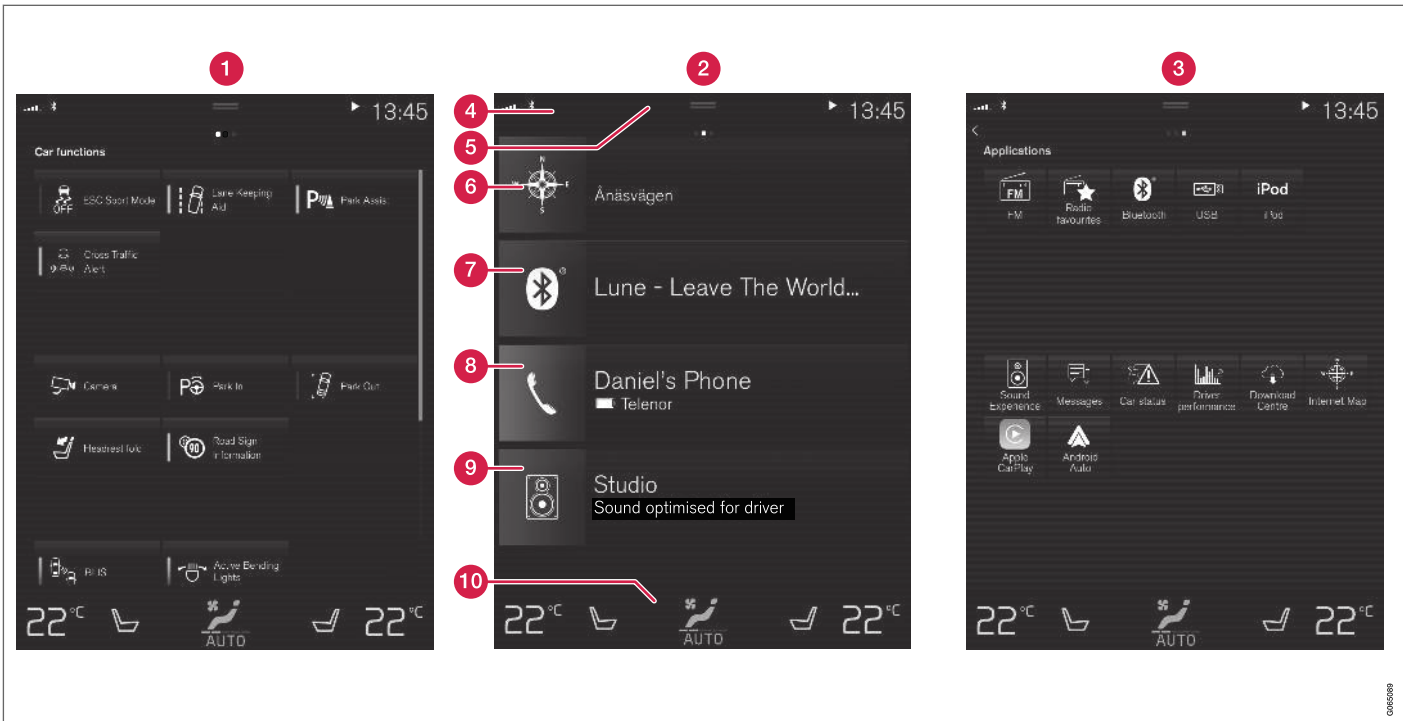 1
2
3
13:45
Car functions
ESC Sport Mode
OFF
Lane Keeping
Aid
Park Assist
Cross Traffic
Alert
Camera
Park In
Park Out
Headrest fold
90
Road Sign
Information
BLIS
Active Bending
Lights
22°C
AUTO
22°C
4
5
6
7
8
9
10
13:45
N
E
S
W
Ånäsvägen
Lune - Leave The World...
Daniel's Phone
Telenor
Studio
Sound optimised for driver
22°C
AUTO
22°C
13:45
Applications
FM
iPod
FM
Radio
favourites
Bluetooth
USB
iPod
Sound
Experience
Messages
Car status
Driver
performance
Download
Centre
Internet Map
Apple
CarPlay
Android
Auto
22°C
AUTO
22°C
G065089